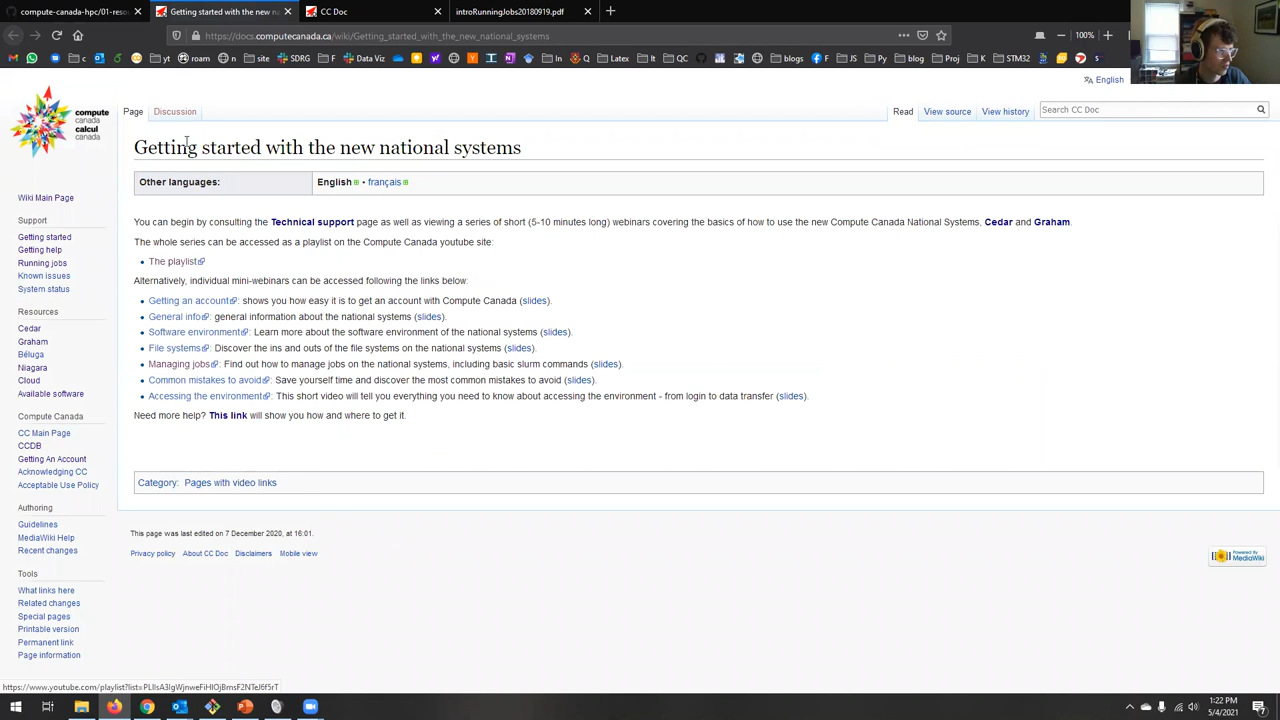 compute-canada-hpc/01-reso
Getting started with the new n
CC Doc
introRunningJobs20180919.pdf
https://docs.computecanada.ca/wiki/Getting_started_with_the_new_national_systems
100%
c
yt
roam
n
site
SDRG
F
Data Viz
In
Q
Latex
It
QC
blogs
JS
Py
blog
Proj
K
STM32
English
compute
canada
calcul
canada
Page
Discussion
Read
View source
View history
Search CC Doc
Getting started with the new national systems
Other languages:
English • français
You can begin by consulting the Technical support page as well as viewing a series of short (5-10 minutes long) webinars covering the basics of how to use the new Compute Canada National Systems, Cedar and Graham.
The whole series can be accessed as a playlist on the Compute Canada youtube site:
The playlist
Alternatively, individual mini-webinars can be accessed following the links below:
Getting an account: shows you how easy it is to get an account with Compute Canada (slides).
General info: general information about the national systems (slides).
Software environment: Learn more about the software environment of the national systems (slides).
File systems: Discover the ins and outs of the file systems on the national systems (slides).
Managing jobs: Find out how to manage jobs on the national systems, including basic slurm commands (slides).
Common mistakes to avoid: Save yourself time and discover the most common mistakes to avoid (slides).
Accessing the environment: This short video will tell you everything you need to know about accessing the environment - from login to data transfer (slides).
Need more help? This link will show you how and where to get it.
Category: Pages with video links
This page was last edited on 7 December 2020, at 16:01.
Privacy policy
About CC Doc
Disclaimers
Mobile view
Powered By
MediaWiki
Wiki Main Page
Support
Getting started
Getting help
Running jobs
Known issues
System status
Resources
Cedar
Graham
Béluga
Niagara
Cloud
Available software
Compute Canada
CC Main Page
CCDB
Getting An Account
Acknowledging CC
Acceptable Use Policy
Authoring
Guidelines
MediaWiki Help
Recent changes
Tools
What links here
Related changes
Special pages
Printable version
Permanent link
Page information
1:22 PM
5/4/2021